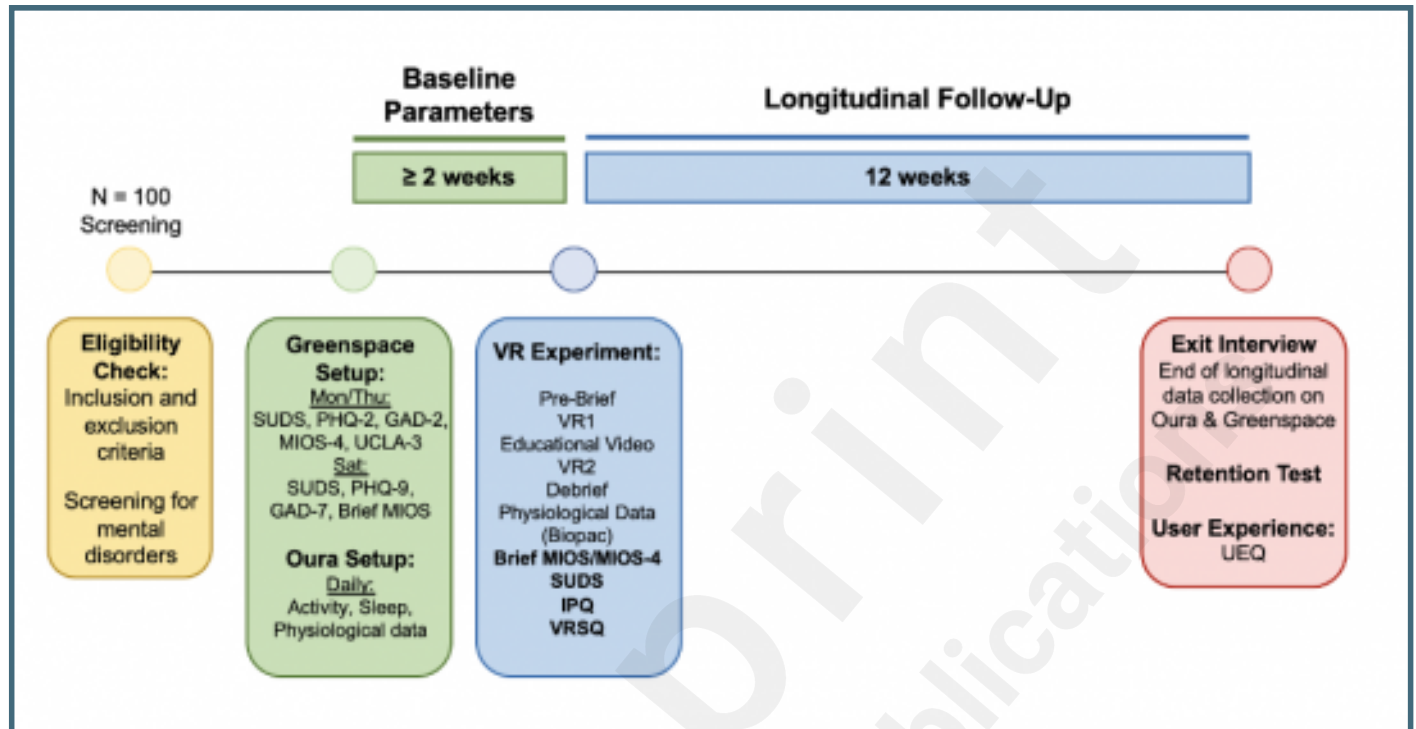 Baseline
Parameters
Longitudinal Follow-Up
≥ 2 weeks
12 weeks
N = 100
Screening
Eligibility
Check:
Inclusion and
exclusion
criteria
Screening for
mental
disorders
Greenspace
Setup:
Mon/Thu:
SUDS, PHQ-2, GAD-2,
MIOS-4, UCLA-3
Sat:
SUDS, PHQ-9,
GAD-7, Brief MIOS
Oura Setup:
Daily:
Activity, Sleep,
Physiological data
VR Experiment:
Pre-Brief
VR1
Educational Video
VR2
Debrief
Physiological Data
(Biopac)
Brief MIOS/MIOS-4
SUDS
IPQ
VRSQ
Exit Interview
End of longitudinal
data collection on
Oura & Greenspace
Retention Test
User Experience:
UEQ
print
blications